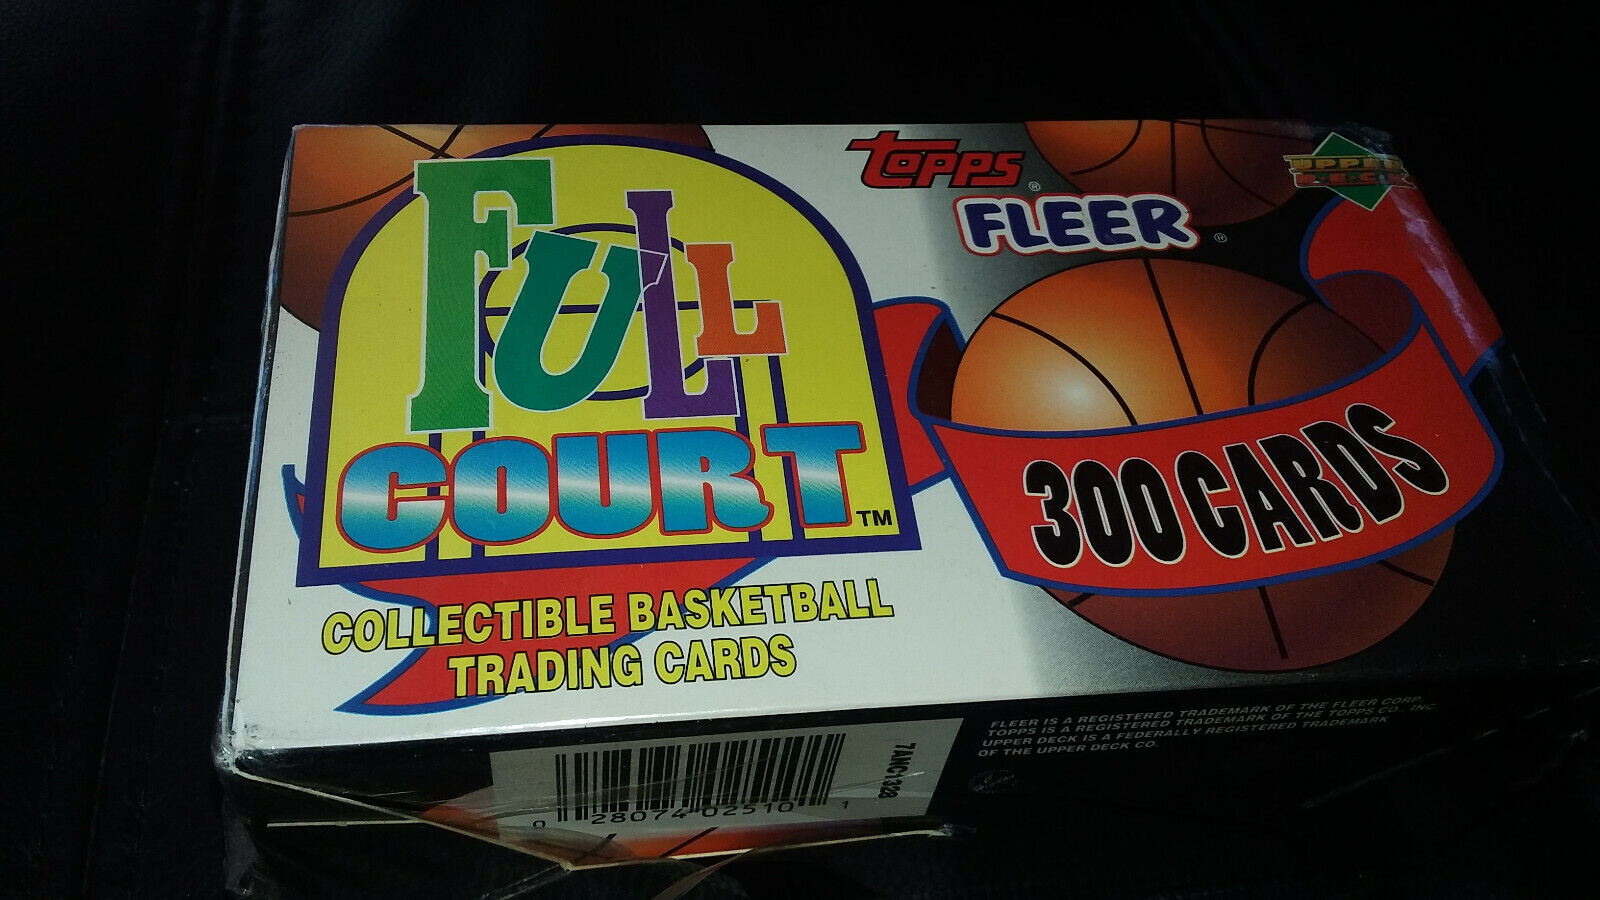 FULL
COURT™
COLLECTIBLE BASKETBALL
TRADING CARDS
TOPPS®
FLEER®
UPPER
DECK
300 CARDS
FLEER IS A REGISTERED TRADEMARK OF THE FLEER CORP.
TOPPS IS A REGISTERED TRADEMARK OF THE TOPPS CO., INC
UPPER DECK IS A FEDERALLY REGISTERED TRADEMARK
OF THE UPPER DECK CO.
7ANC1328
0 28074 02510 1